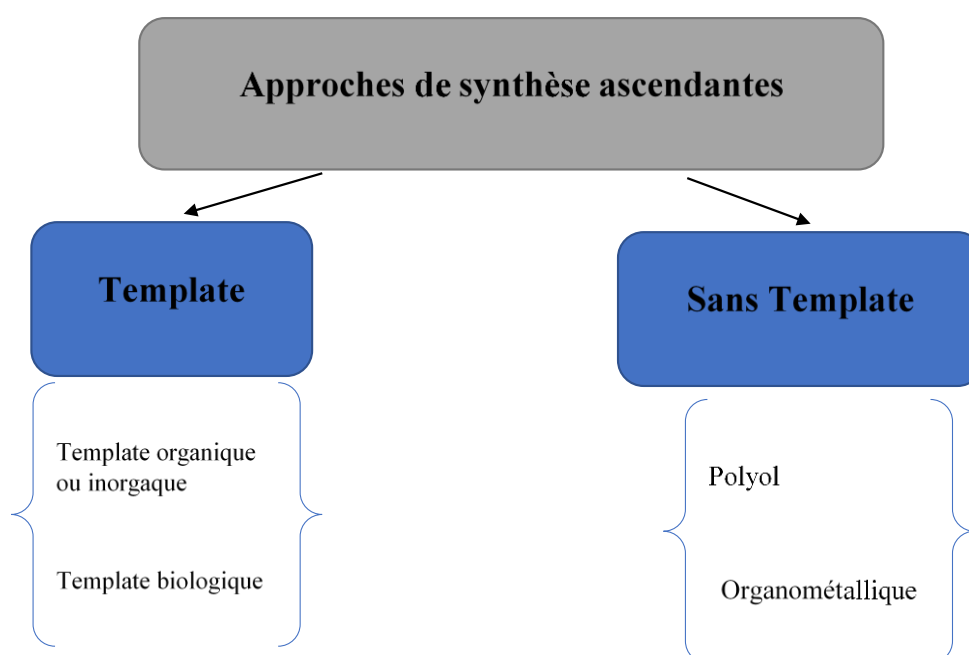 Approches de synthèse ascendantes
Template
Sans Template
Template organique
ou inorgaque
Template biologique
Polyol
Organométallique